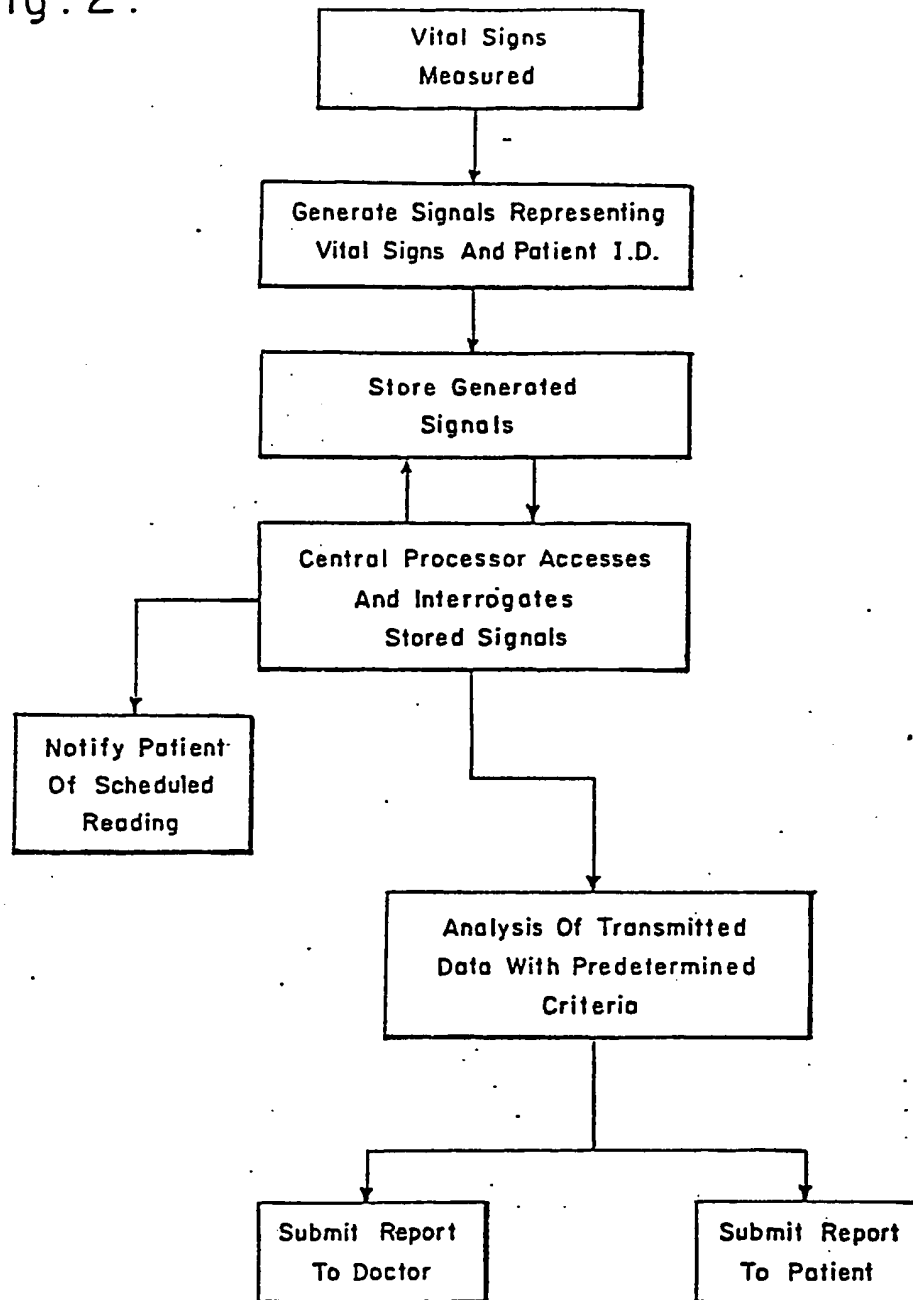 ig. 2.
Vital Signs
Measured
Generate Signals Representing
Vital Signs And Patient I.D.
Store Generated
Signals
Central Processor Accesses
And Interrogates
Stored Signals
Notify Patient
Of Scheduled
Reading
Analysis Of Transmitted
Data With Predetermined
Criteria
Submit Report
To Doctor
Submit Report
To Patient